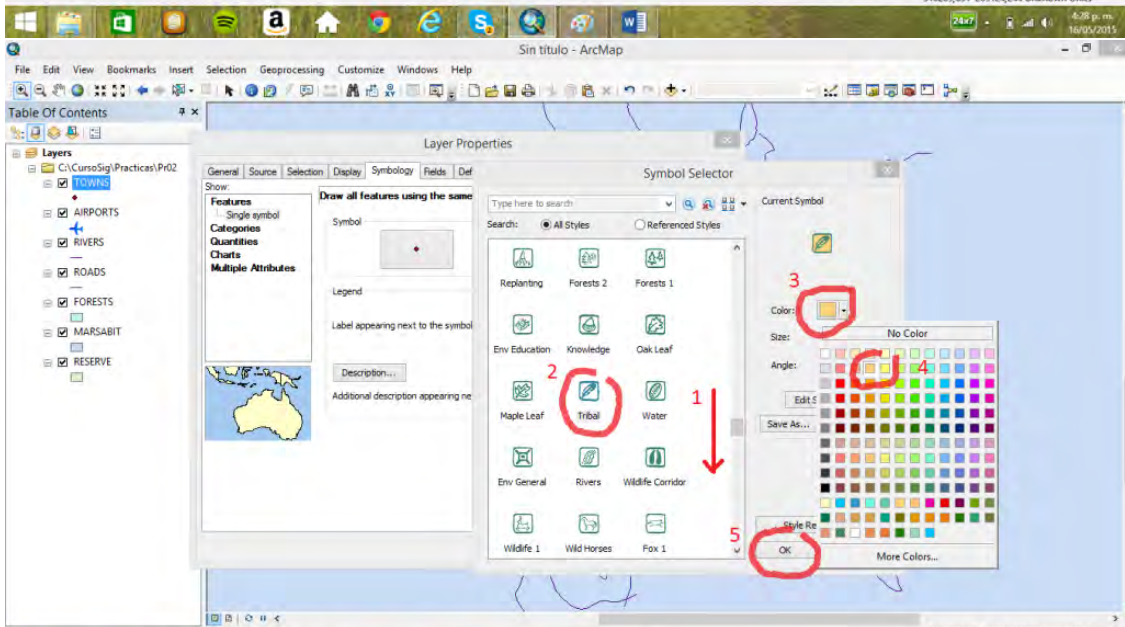 24x7
4:28 p. m.
16/05/2015
Sin título - ArcMap
File Edit View Bookmarks Insert Selection Geoprocessing Customize Windows Help
Table Of Contents
Layers
C:\CursoSig\Practicas\Pr02
TOWNS
AIRPORTS
RIVERS
ROADS
FORESTS
MARSABIT
RESERVE
Layer Properties
General Source Selection Display Symbology Fields Def
Show:
Features
Single symbol
Categories
Quantities
Charts
Multiple Attributes
Draw all features using the same
Symbol
Legend
Label appearing next to the symbol
Description...
Additional description appearing ne
Symbol Selector
Type here to search
Search: All Styles Referenced Styles
Replanting Forests 2 Forests 1
Env Education Knowledge Oak Leaf
2
1
Maple Leaf Tribal Water
Env General Rivers Wildlife Corridor
Wildlife 1 Wild Horses Fox 1
Current Symbol
3
Color:
Size:
Angle:
Edit S
Save As...
Style Re
5
OK
No Color
4
More Colors...